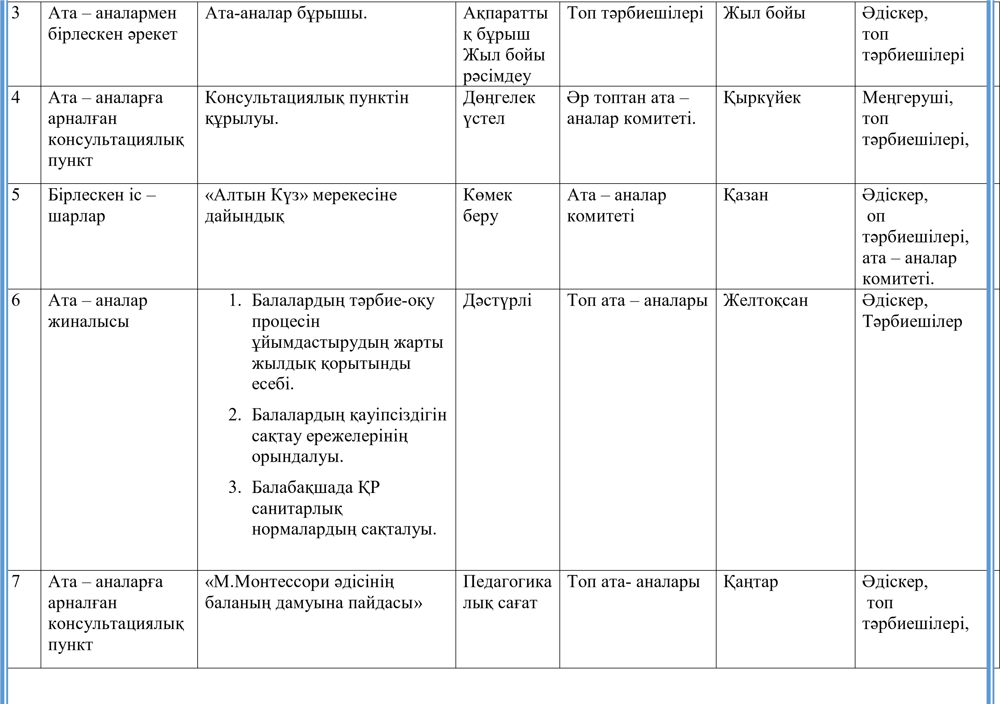 3
Ата – аналармен
бірлескен әрекет
Ата-аналар бұрышы.
Ақпаратты
қ бұрыш
Жыл бойы
рәсімдеу
Топ тәрбиешілері
Жыл бойы
Әдіскер,
топ
тәрбиешілері
4
Ата – аналарға
арналған
консультациялық
пункт
Консультациялық пунктін
құрылуы.
Дөңгелек
үстел
Әр топтан ата –
аналар комитеті.
Қыркүйек
Меңгеруші,
топ
тәрбиешілері,
5
Бірлескен іс –
шарлар
«Алтын Күз» мерекесіне
дайындық
Көмек
беру
Ата – аналар
комитеті
Қазан
Әдіскер,
оп
тәрбиешілері,
ата – аналар
комитеті.
6
Ата – аналар
жиналысы
1. Балалардың тәрбие-оқу
процесін
ұйымдастырудың жарты
жылдық қорытынды
есебі.
2. Балалардың қауіпсіздігін
сақтау ережелерінің
орындалуы.
3. Балабақшада ҚР
санитарлық
нормалардың сақталуы.
Дәстүрлі
Топ ата – аналары
Желтоқсан
Әдіскер,
Тәрбиешілер
7
Ата – аналарға
арналған
консультациялық
пункт
«М.Монтессори әдісінің
баланың дамуына пайдасы»
Педагогика
лық сағат
Топ ата- аналары
Қаңтар
Әдіскер,
топ
тәрбиешілері,